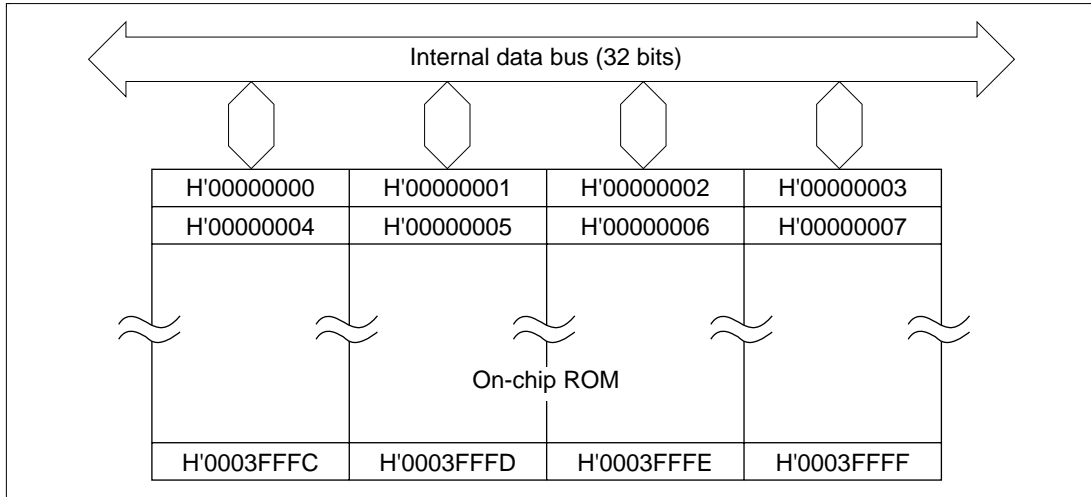 Internal data bus (32 bits)
H'00000000 H'00000001 H'00000002 H'00000003
H'00000004 H'00000005 H'00000006 H'00000007
On-chip ROM
H'0003FFFC H'0003FFFD H'0003FFFE H'0003FFFF